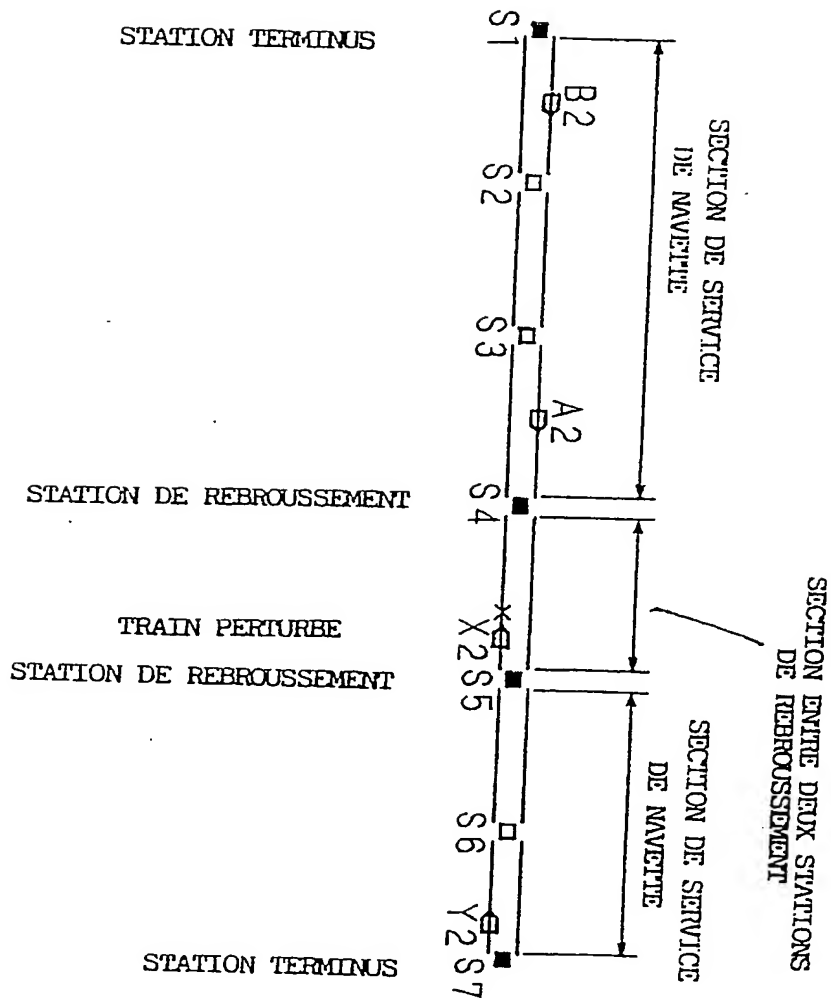 STATION TERMINUS
S1
B2
SECTION DE SERVICE
DE NAVETTE
S2
S3
A2
STATION DE REBROUSSEMENT
S4
SECTION ENTRE DEUX STATIONS
DE REBROUSSEMENT
TRAIN PERTURBE
X2
STATION DE REBROUSSEMENT
S5
SECTION DE SERVICE
DE NAVETTE
S6
Y2
STATION TERMINUS
S7